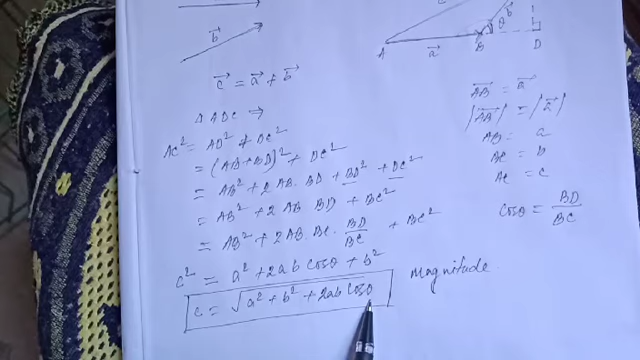 c⃗
b⃗
b⃗
θ
A
a⃗
B
D
c⃗ = a⃗ + b⃗
△ ADC ⇒
AC² = AD² + DC²
= (AB+BD)² + DC²
= AB² + 2 AB. BD + BD² + DC²
= AB² + 2 AB BD + BC²
= AB² + 2 AB. BC. BD/BC + BC²
c² = a² + 2ab cosθ + b²
c = √a² + b² + 2ab cosθ
Magnitude.
AB⃗ = a⃗
|AB⃗| = |a⃗|
AB = a
BC = b
AC = c
cosθ = BD/BC